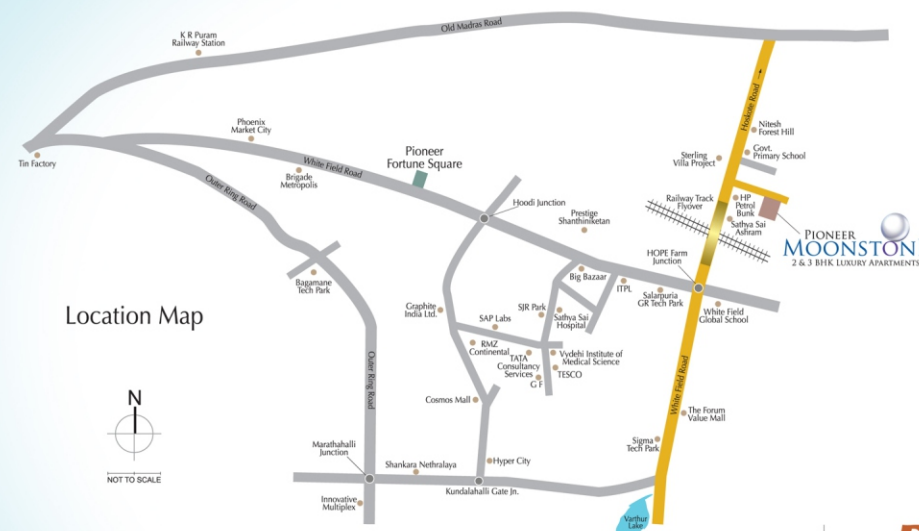 Old Madras Road
K R Puram
Railway Station
Hoskote Road
Phoenix
Market City
Nitesh
Forest Hill
Tin Factory
White Field Road
Pioneer
Fortune Square
Sterling
Villa Project
Govt.
Primary School
Brigade
Metropolis
Outer Ring Road
Hoodi Junction
Railway Track
Flyover
HP
Petrol
Bunk
Prestige
Shanthiniketan
Sathya Sai
Ashram
PIONEER
MOONSTON
2 & 3 BHK LUXURY APARTMENTS
HOPE Farm
Junction
Bagamane
Tech Park
Big Bazaar
ITPL
Salarpuria
GR Tech Park
White Field
Global School
Location Map
Graphite
India Ltd.
SJR Park
Sathya Sai
Hospital
SAP Labs
RMZ
Continental
TATA
Consultancy
Services
G F
Vydehi Institute of
Medical Science
TESCO
Outer Ring Road
White Field Road
N
NOT TO SCALE
Cosmos Mall
The Forum
Value Mall
Sigma
Tech Park
Marathahalli
Junction
Shankara Nethralaya
Hyper City
Kundalahalli Gate Jn.
Innovative
Multiplex
Varthur
Lake